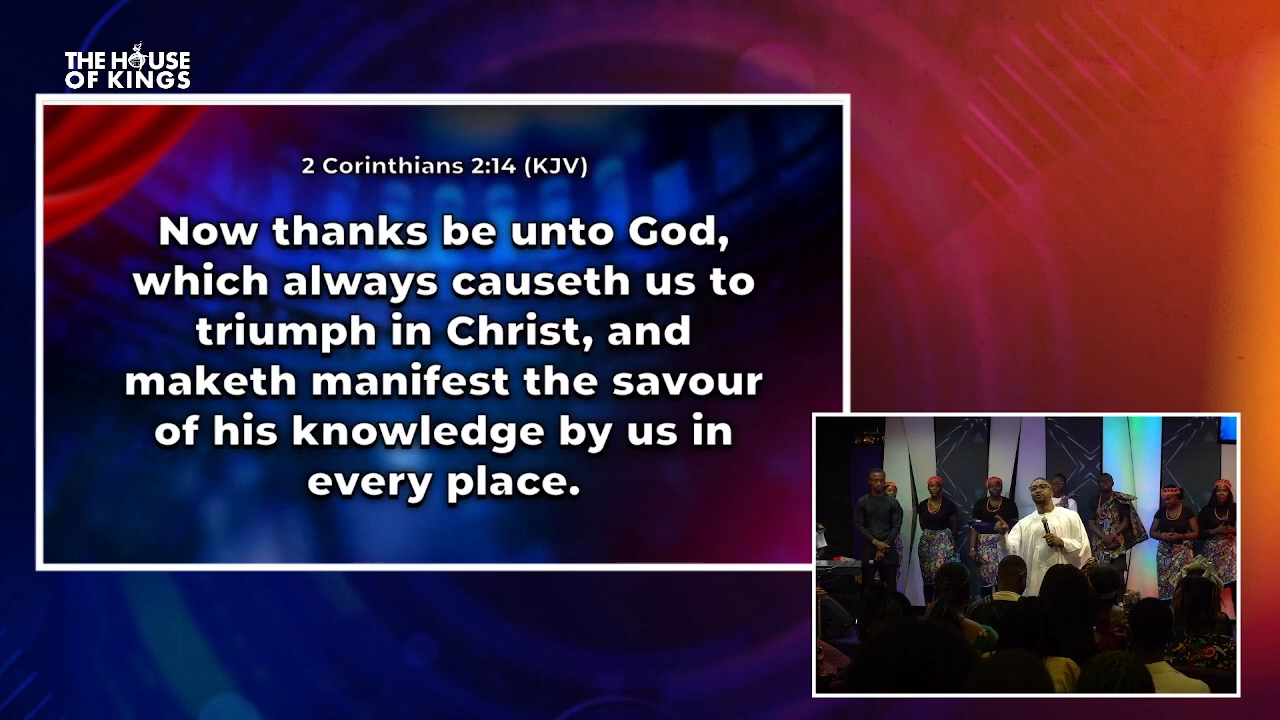 THE HOUSE
OF KINGS
2 Corinthians 2:14 (KJV)
Now thanks be unto God,
which always causeth us to
triumph in Christ, and
maketh manifest the savour
of his knowledge by us in
every place.